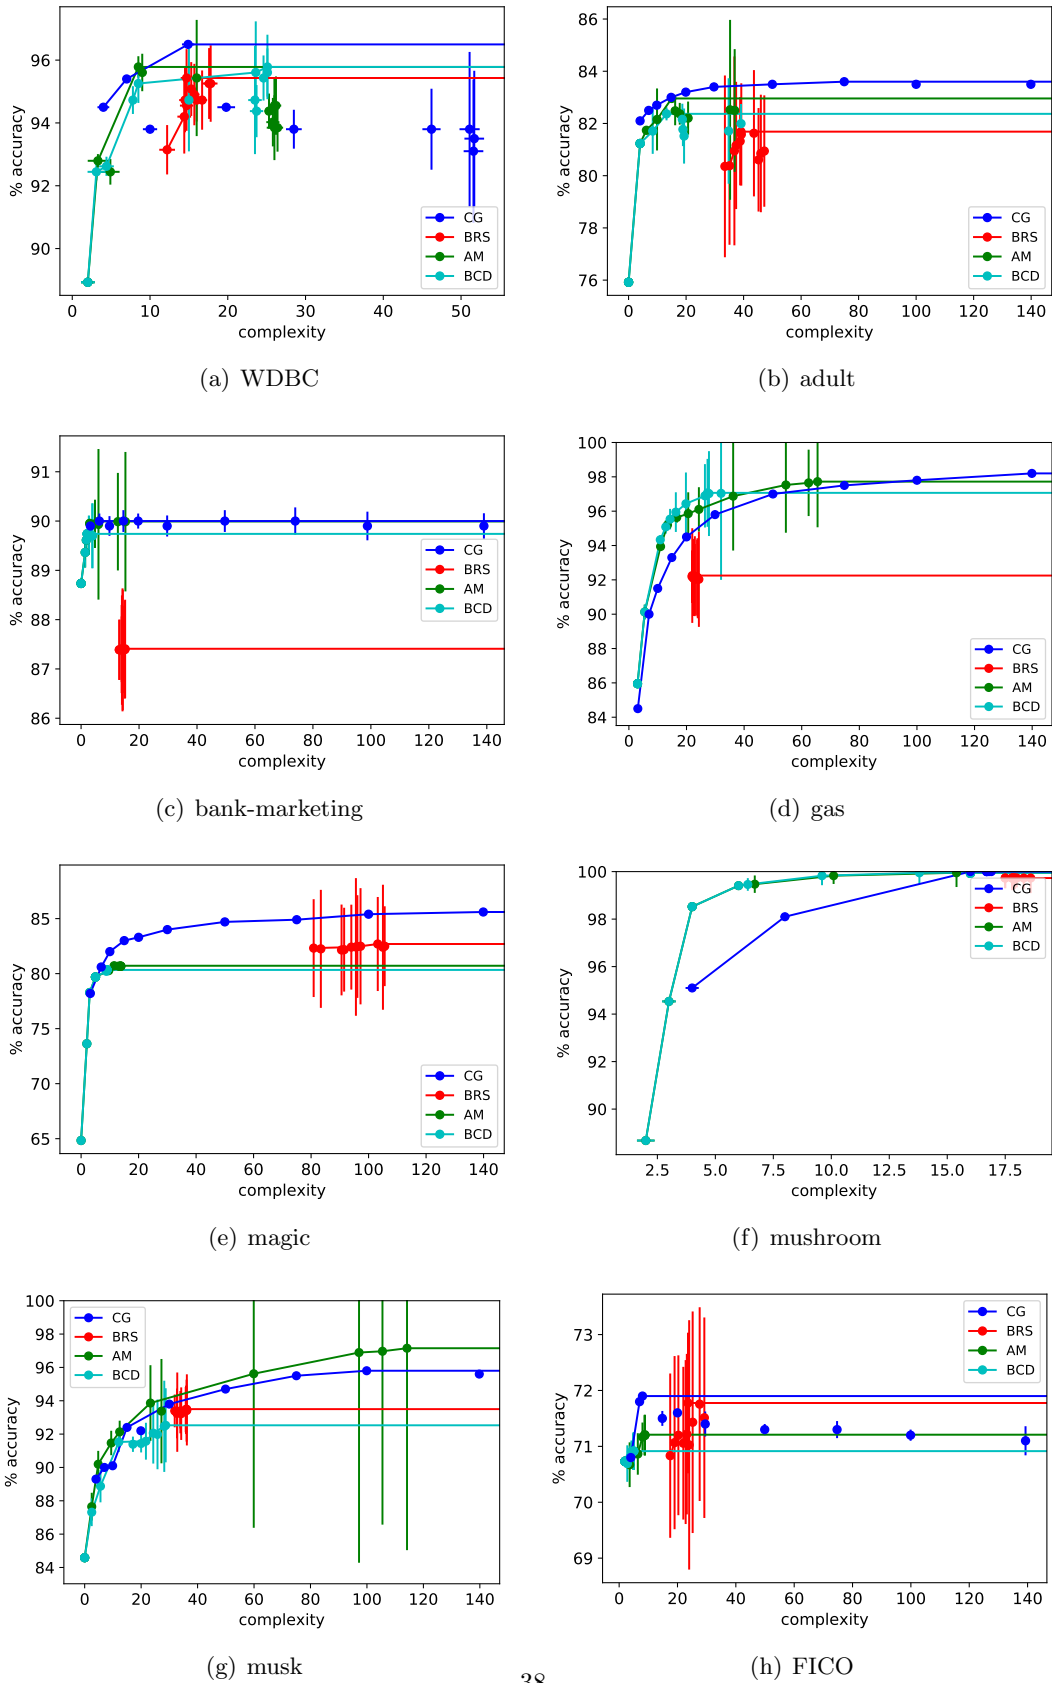 96
94
92
90
% accuracy
0 10 20 30 40 50
complexity
CG
BRS
AM
BCD
(a) WDBC
86
84
82
80
78
76
% accuracy
0 20 40 60 80 100 120 140
complexity
CG
BRS
AM
BCD
(b) adult
91
90
89
88
87
86
% accuracy
0 20 40 60 80 100 120 140
complexity
CG
BRS
AM
BCD
(c) bank-marketing
100
98
96
94
92
90
88
86
84
% accuracy
0 20 40 60 80 100 120 140
complexity
CG
BRS
AM
BCD
(d) gas
85
80
75
70
65
% accuracy
0 20 40 60 80 100 120 140
complexity
CG
BRS
AM
BCD
(e) magic
100
98
96
94
92
90
% accuracy
2.5 5.0 7.5 10.0 12.5 15.0 17.5
complexity
CG
BRS
AM
BCD
(f) mushroom
100
98
96
94
92
90
88
86
84
% accuracy
0 20 40 60 80 100 120 140
complexity
CG
BRS
AM
BCD
(g) musk
73
72
71
70
69
% accuracy
0 20 40 60 80 100 120 140
complexity
CG
BRS
AM
BCD
(h) FICO
38